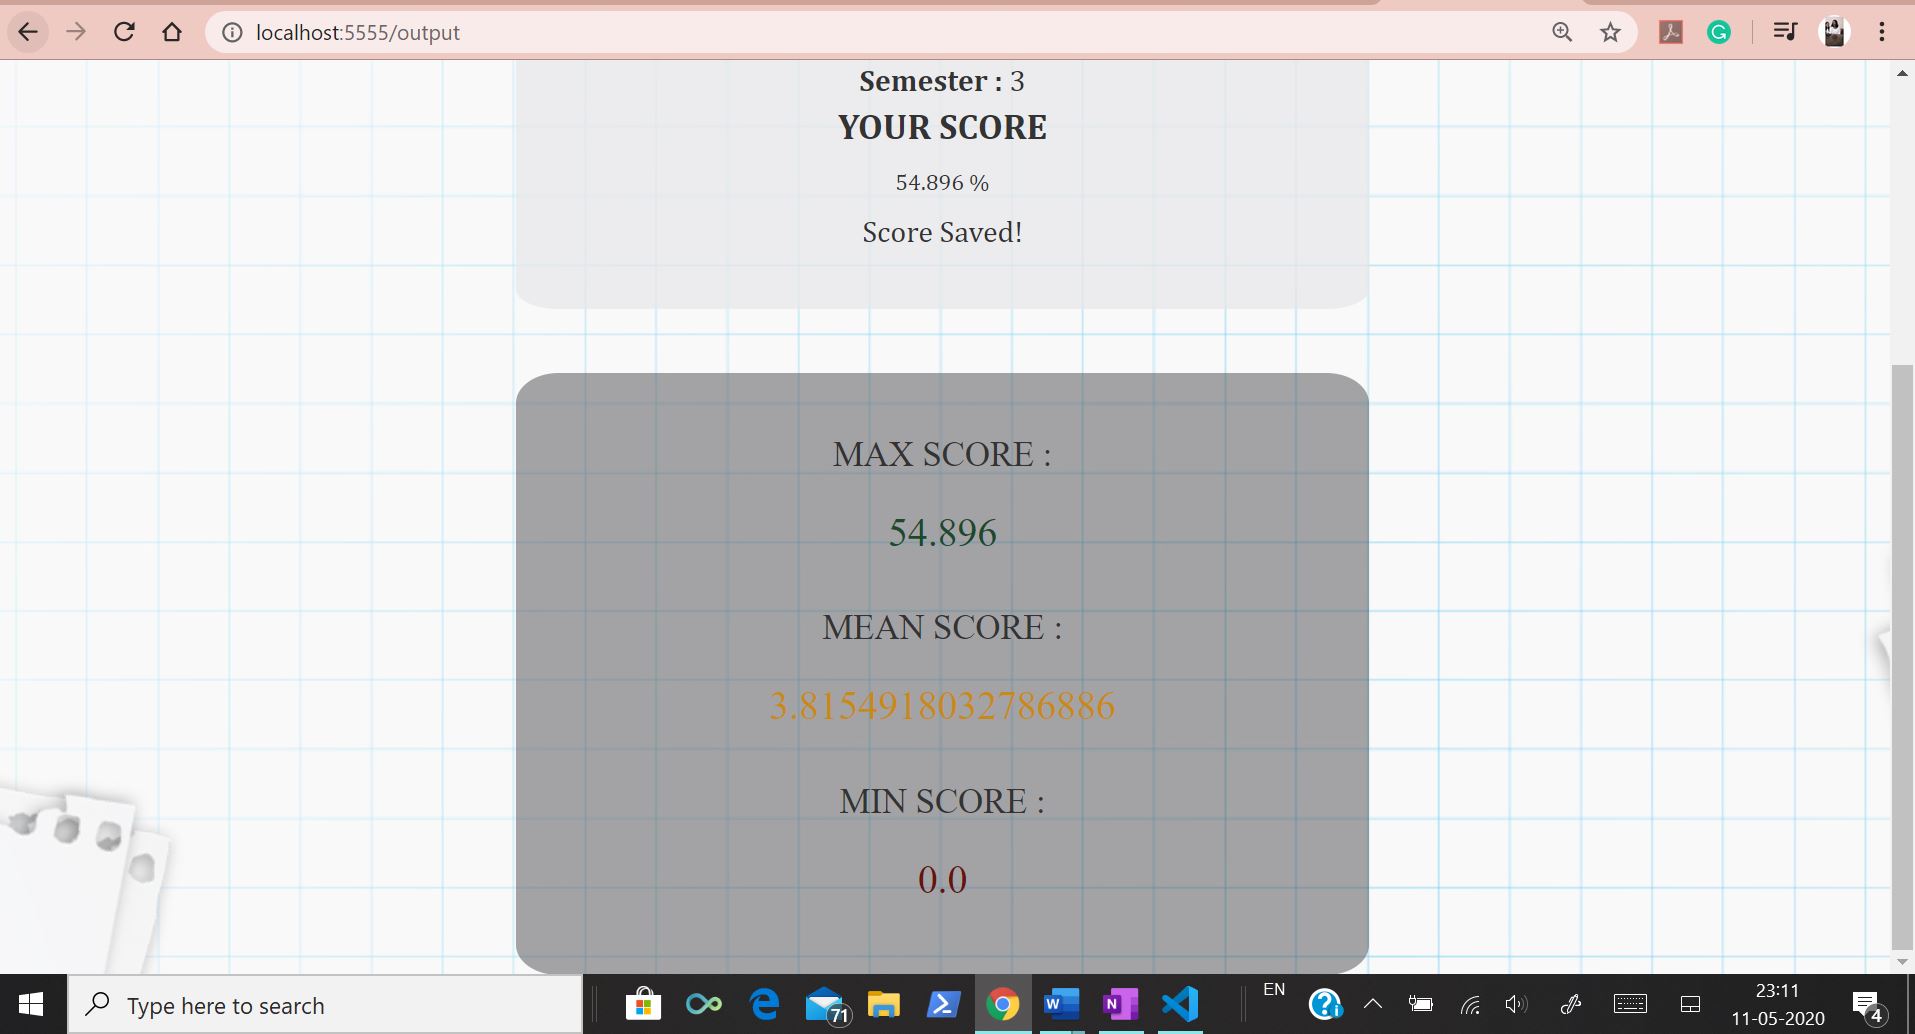 localhost:5555/output
Semester : 3
YOUR SCORE
54.896 %
Score Saved!
MAX SCORE :
54.896
MEAN SCORE :
3.8154918032786886
MIN SCORE :
0.0
Type here to search
71
EN
23:11
11-05-2020
4